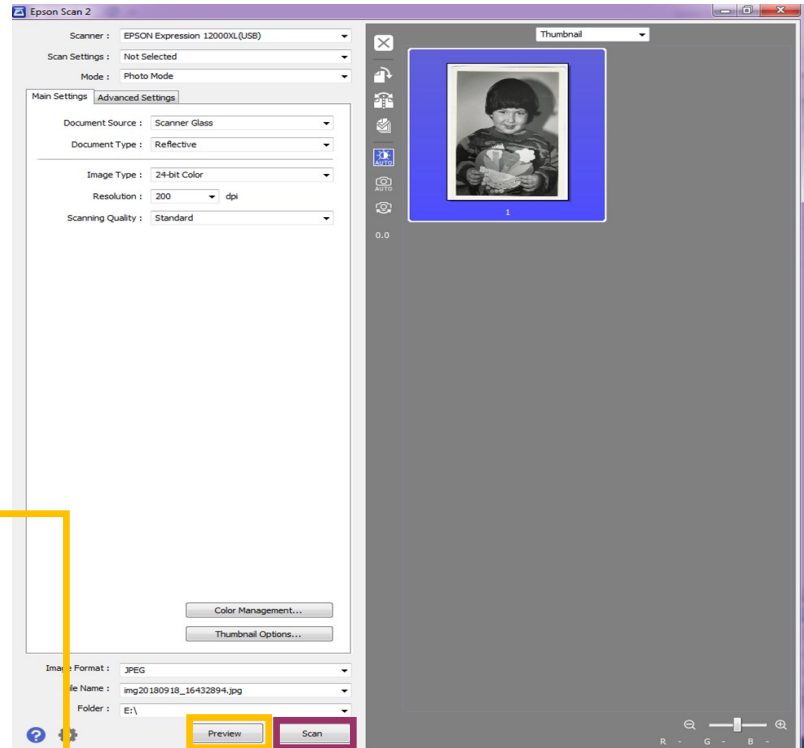 Epson Scan 2
Scanner : EPSON Expression 12000XL(USB)
Scan Settings : Not Selected
Mode : Photo Mode
Main Settings Advanced Settings
Document Source : Scanner Glass
Document Type : Reflective
Image Type : 24-bit Color
Resolution : 200 dpi
Scanning Quality : Standard
Color Management...
Thumbnail Options...
Image Format : JPEG
File Name : img20180918_16432894.jpg
Folder : E:\
Preview Scan
Thumbnail
AUTO
AUTO
0.0
1
R - G - B -